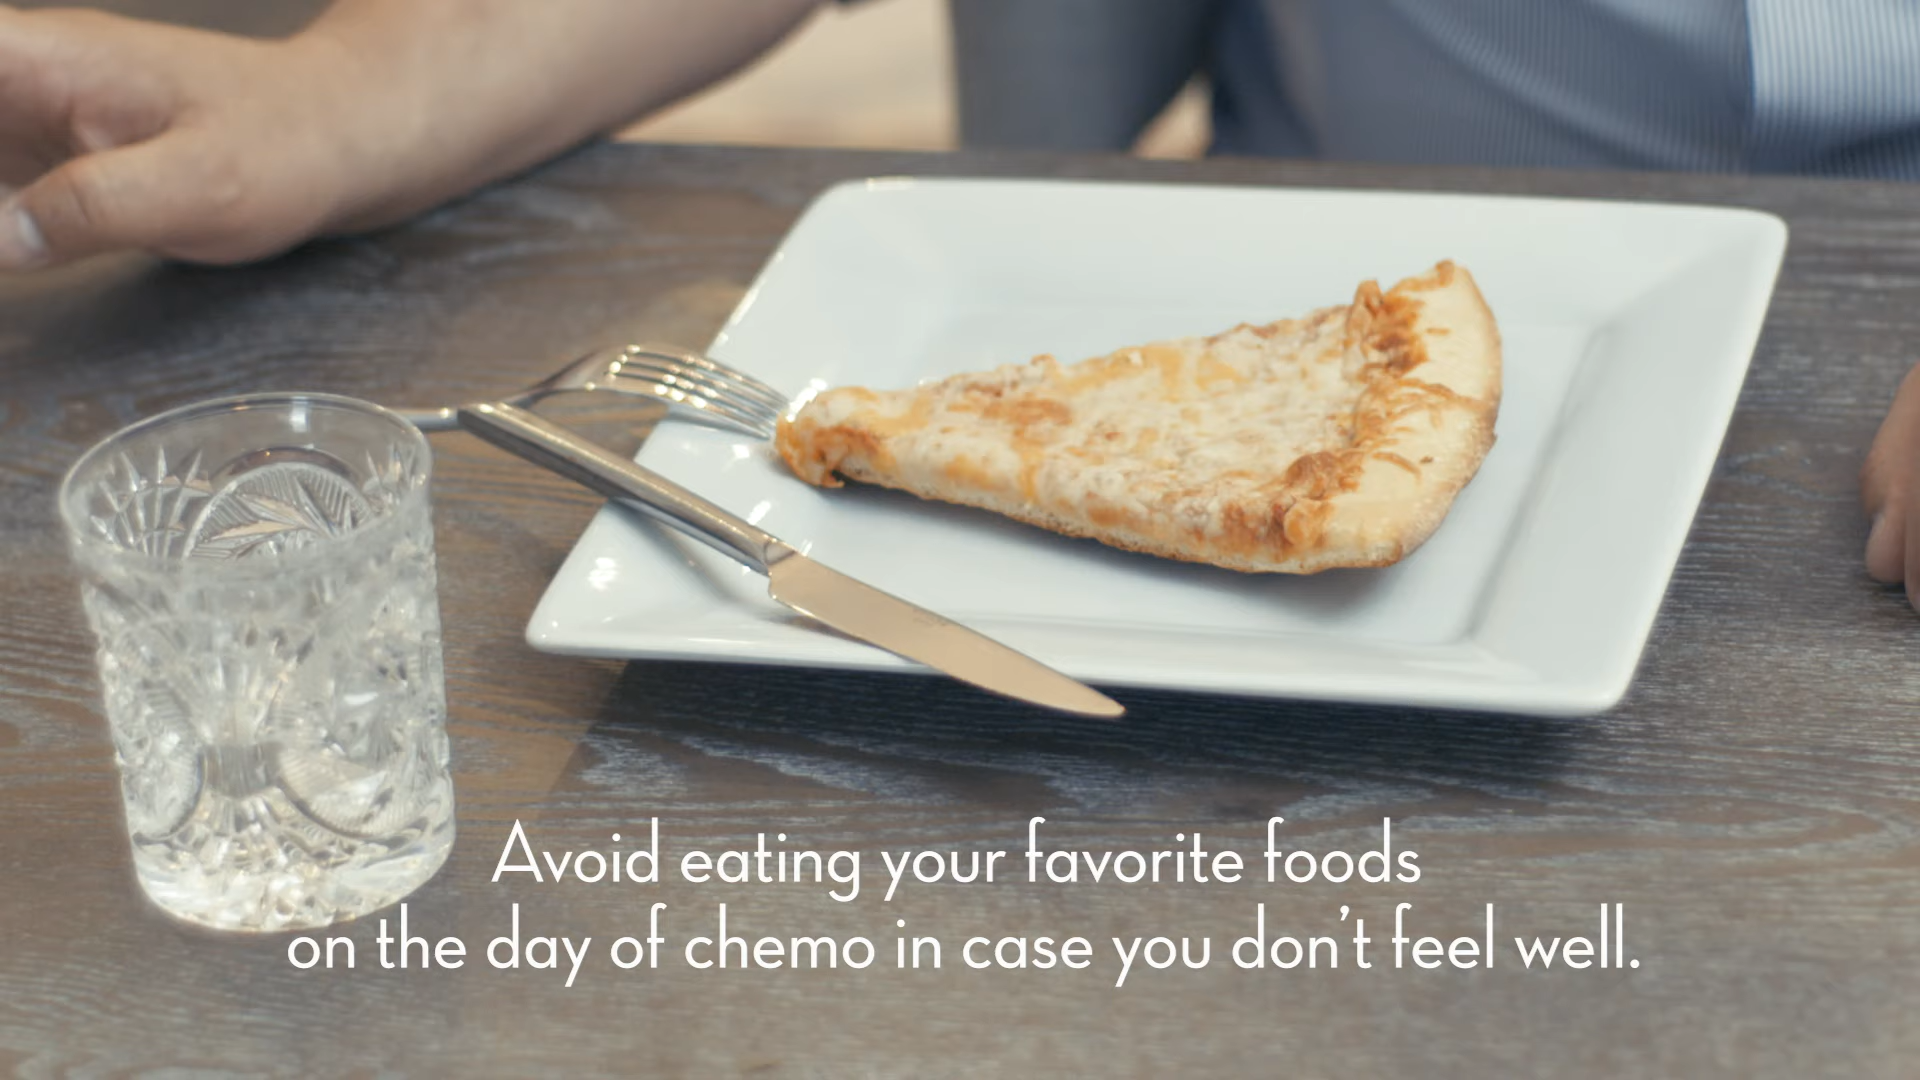 Avoid eating your favorite foods
on the day of chemo in case you don't feel well.